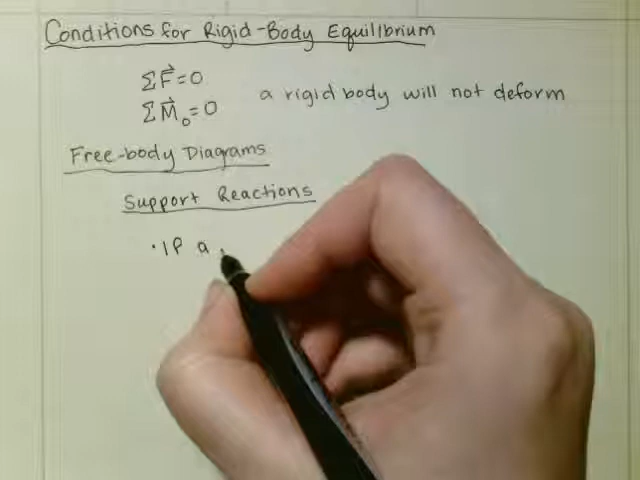 Conditions for Rigid-Body Equilibrium
ΣF⃗=0
ΣM⃗₀=0 a rigid body will not deform
Free-body Diagrams
Support Reactions
·if a